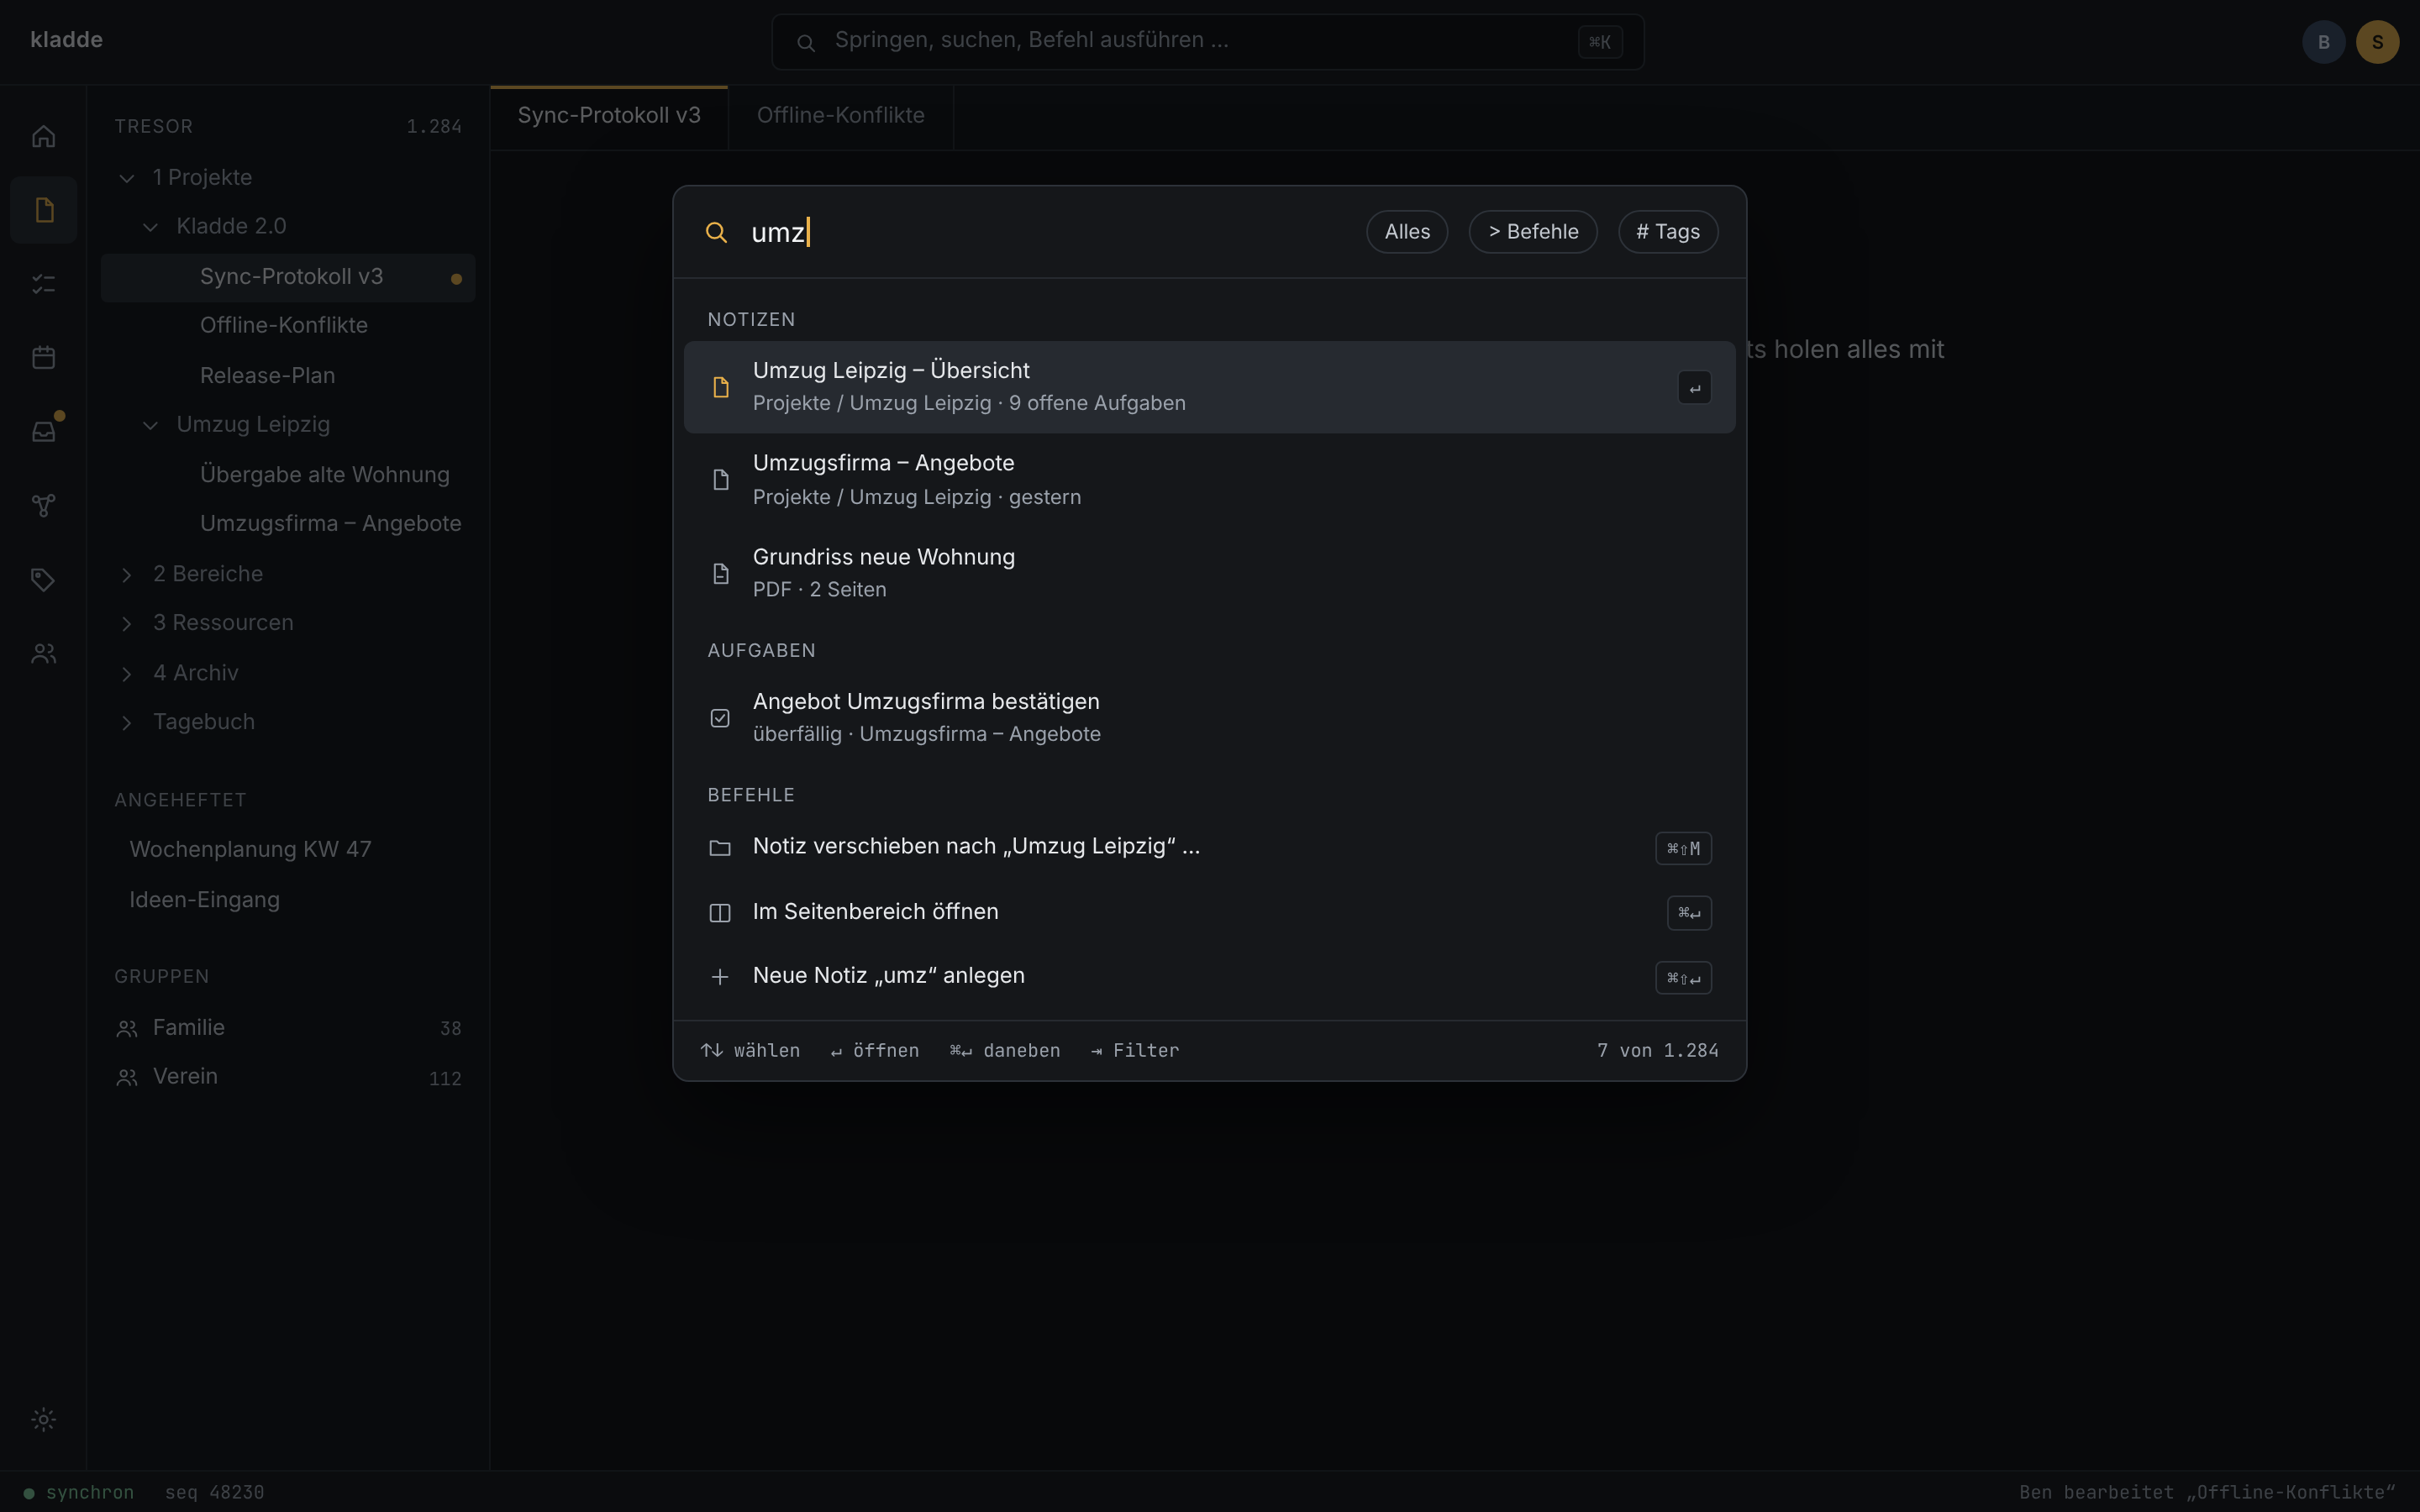 kladde
Springen, suchen, Befehl ausführen … ⌘K
B S
TRESOR 1.284
1 Projekte
Kladde 2.0
Sync-Protokoll v3
Offline-Konflikte
Release-Plan
Umzug Leipzig
Übergabe alte Wohnung
Umzugsfirma – Angebote
2 Bereiche
3 Ressourcen
4 Archiv
Tagebuch
ANGEHEFTET
Wochenplanung KW 47
Ideen-Eingang
GRUPPEN
Familie 38
Verein 112
Sync-Protokoll v3 Offline-Konflikte
ts holen alles mit
umz Alles > Befehle # Tags
NOTIZEN
Umzug Leipzig – Übersicht ↵
Projekte / Umzug Leipzig · 9 offene Aufgaben
Umzugsfirma – Angebote
Projekte / Umzug Leipzig · gestern
Grundriss neue Wohnung
PDF · 2 Seiten
AUFGABEN
Angebot Umzugsfirma bestätigen
überfällig · Umzugsfirma – Angebote
BEFEHLE
Notiz verschieben nach „Umzug Leipzig“ … ⌘⇧M
Im Seitenbereich öffnen ⌘↵
Neue Notiz „umz“ anlegen ⌘⇧↵
↑↓ wählen ↵ öffnen ⌘↵ daneben ⇥ Filter 7 von 1.284
synchron seq 48230 Ben bearbeitet „Offline-Konflikte“